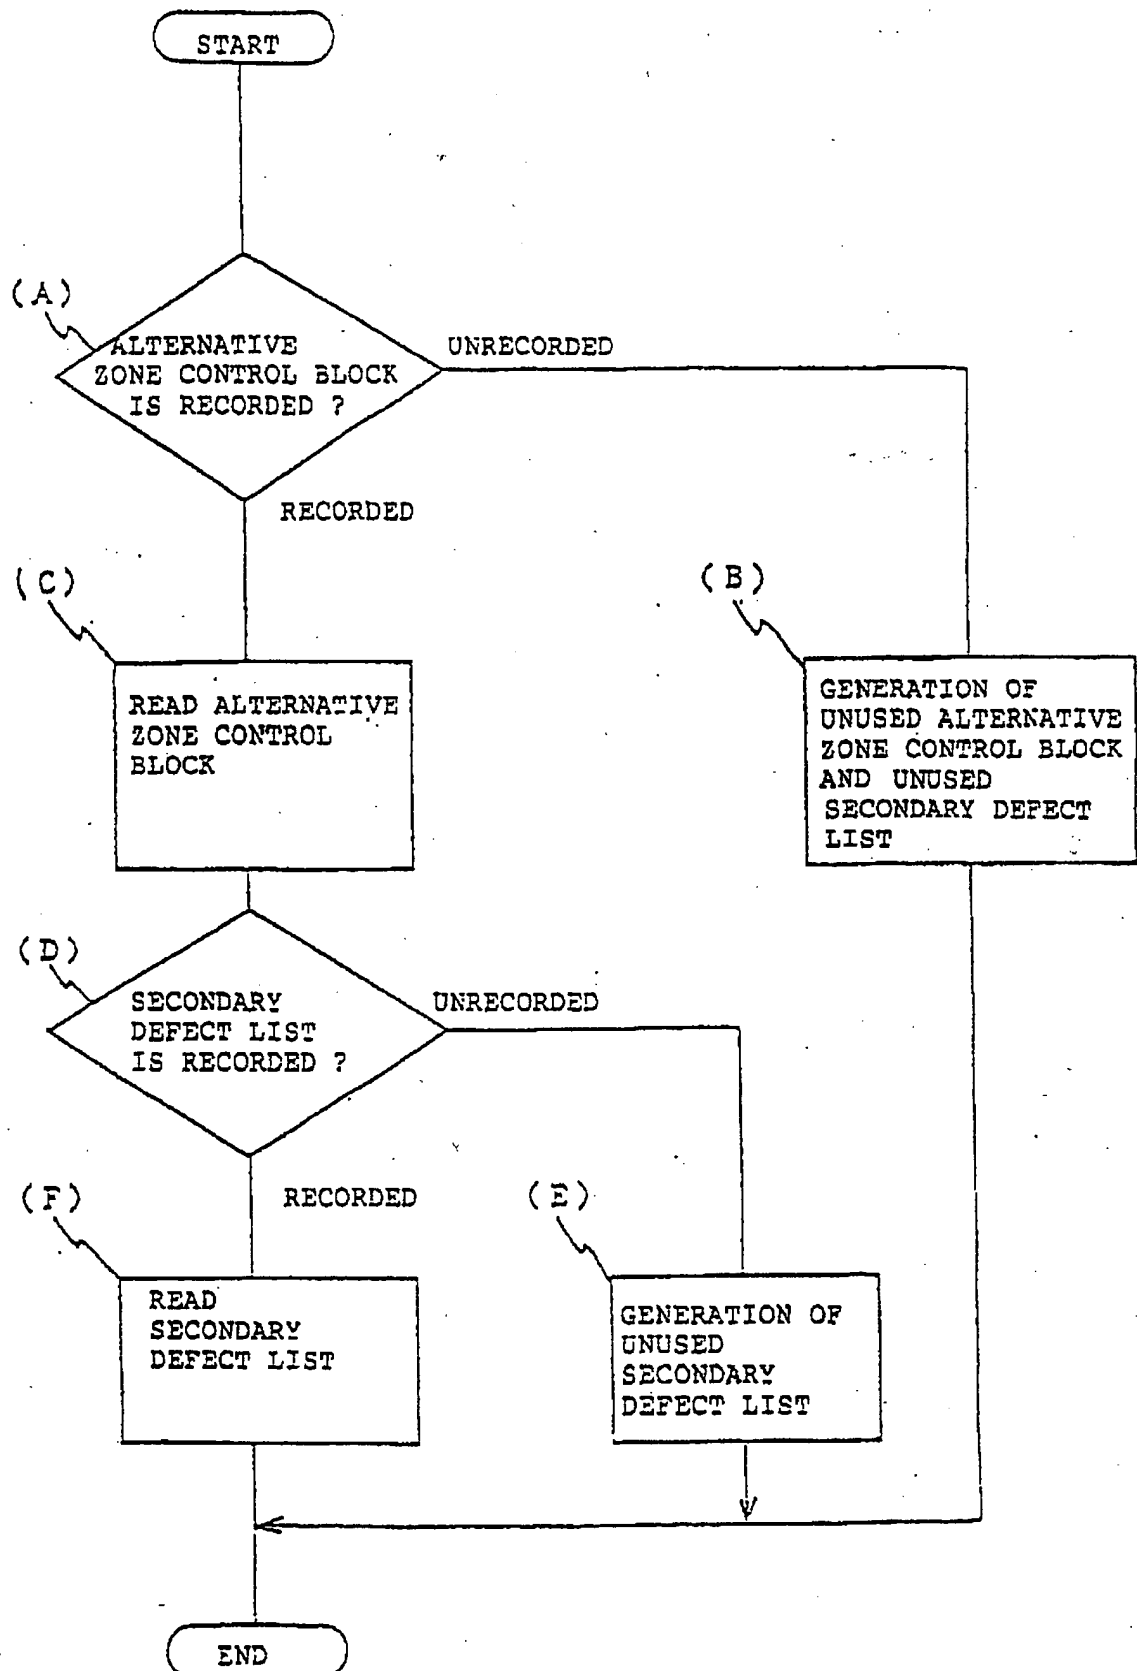 START
(A)
ALTERNATIVE
ZONE CONTROL BLOCK
IS RECORDED ?
UNRECORDED
RECORDED
(C)
READ ALTERNATIVE
ZONE CONTROL
BLOCK
(B)
GENERATION OF
UNUSED ALTERNATIVE
ZONE CONTROL BLOCK
AND UNUSED
SECONDARY DEFECT
LIST
(D)
SECONDARY
DEFECT LIST
IS RECORDED ?
UNRECORDED
RECORDED
(F)
READ
SECONDARY
DEFECT LIST
(E)
GENERATION OF
UNUSED
SECONDARY
DEFECT LIST
END